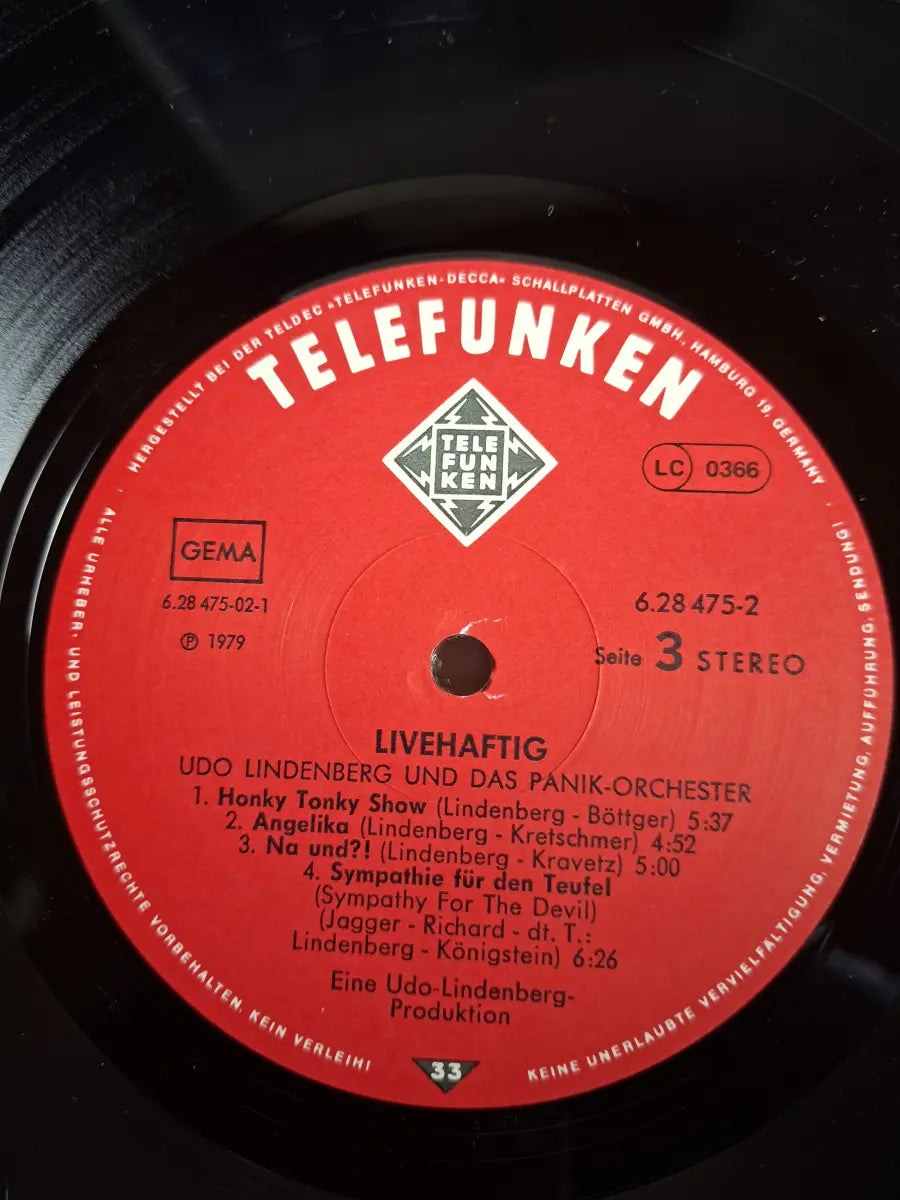 HERGESTELLT BEI DER TELDEC »TELEFUNKEN-DECCA« SCHALLPLATTEN GMBH., HAMBURG 19, GERMANY
TELEFUNKEN
TELE
FUN
KEN
LC 0366
GEMA
6.28 475-02-1
℗ 1979
6.28 475-2
Seite 3 STEREO
LIVEHAFTIG
UDO LINDENBERG UND DAS PANIK-ORCHESTER
1. Honky Tonky Show (Lindenberg - Böttger) 5:37
2. Angelika (Lindenberg - Kretschmer) 4:52
3. Na und?! (Lindenberg - Kravetz) 5:00
4. Sympathie für den Teufel
(Sympathy For The Devil)
(Jagger - Richard - dt. T.:
Lindenberg - Königstein) 6:26
Eine Udo-Lindenberg-
Produktion
33
· ALLE URHEBER- UND LEISTUNGSSCHUTZRECHTE VORBEHALTEN. KEIN VERLEIH!
KEINE UNERLAUBTE VERVIELFÄLTIGUNG, VERMIETUNG, AUFFÜHRUNG, SENDUNG! ·